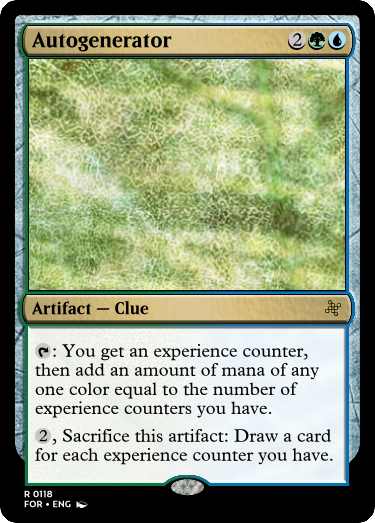 Autogenerator 2
Artifact — Clue
: You get an experience counter,
then add an amount of mana of any
one color equal to the number of
experience counters you have.
2, Sacrifice this artifact: Draw a card
for each experience counter you have.
R 0118
FOR • ENG